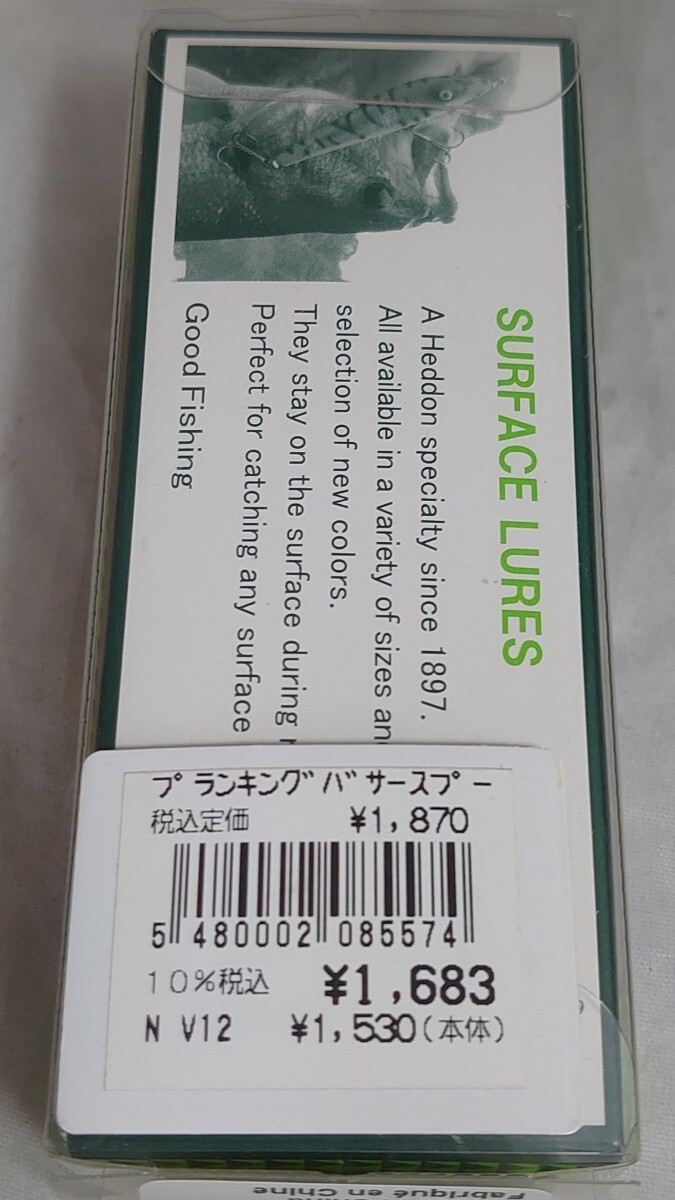 SURFACE LURES
A Heddon specialty since 1897.
All available in a variety of sizes an
selection of new colors.
They stay on the surface during
Perfect for catching any surface
Good Fishing
プランキングバサースプー
税込定価 ¥1,870
5 480002 085574
10%税込 ¥1,683
N V12 ¥1,530(本体)
Fabriqué en Chine